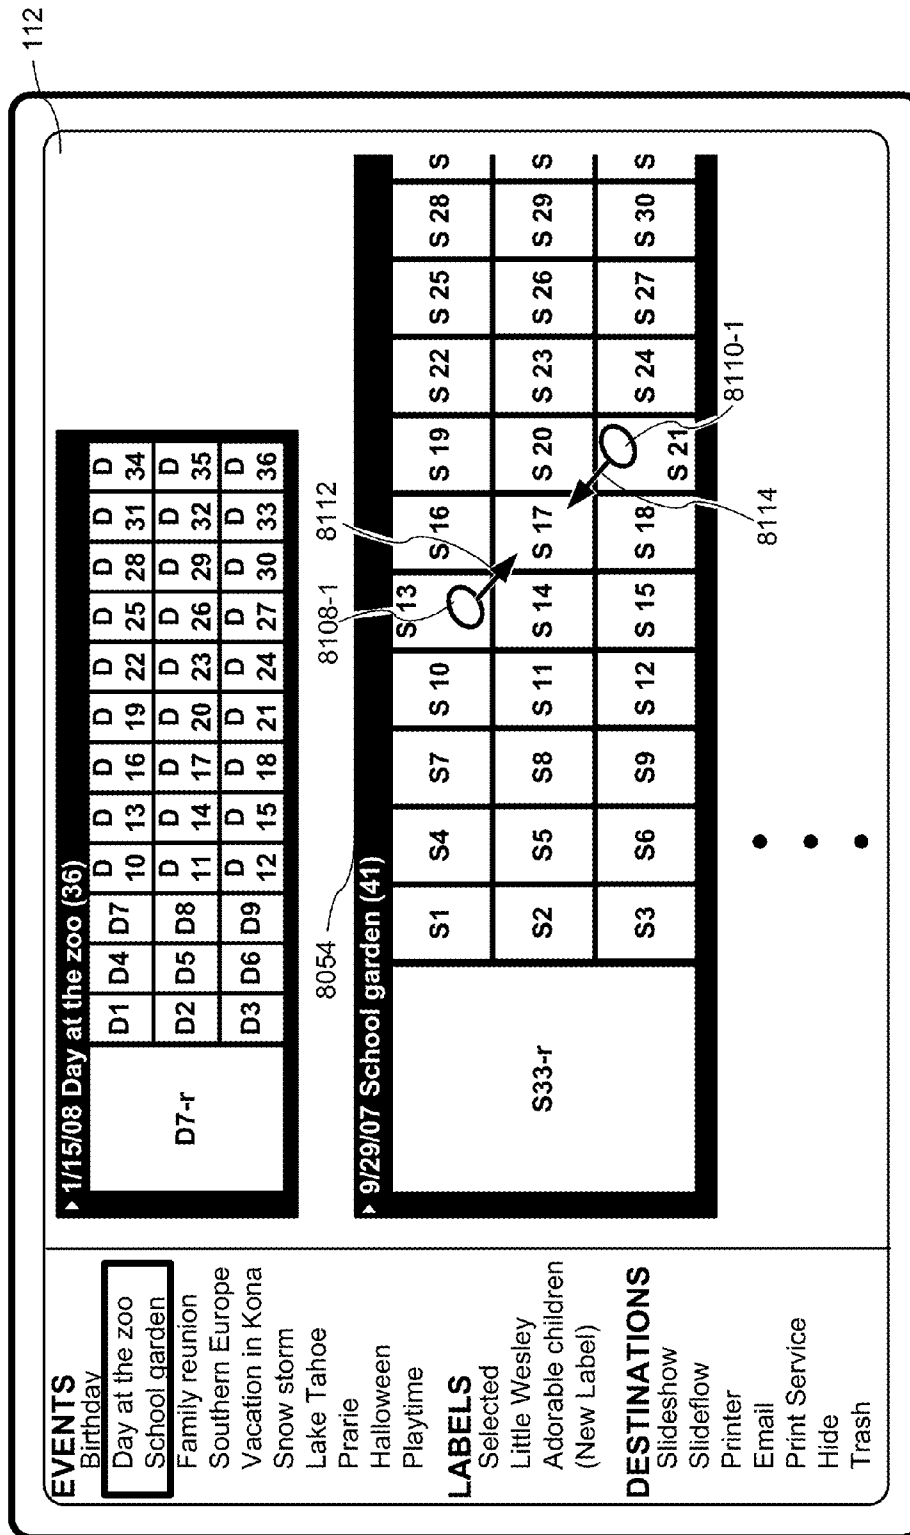 112
EVENTS
Birthday
Day at the zoo
School garden
Family reunion
Southern Europe
Vacation in Kona
Snow storm
Lake Tahoe
Prarie
Halloween
Playtime
LABELS
Selected
Little Wesley
Adorable children
(New Label)
DESTINATIONS
Slideshow
Slideflow
Printer
Email
Print Service
Hide
Trash
1/15/08 Day at the zoo (36)
D7-r
D1 D4 D7 D 10 D 13 D 16 D 19 D 22 D 25 D 28 D 31 D 34
D2 D5 D8 D 11 D 14 D 17 D 20 D 23 D 26 D 29 D 32 D 35
D3 D6 D9 D 12 D 15 D 18 D 21 D 24 D 27 D 30 D 33 D 36
8054
8108-1
8112
9/29/07 School garden (41)
S33-r
S1 S4 S7 S 10 S 13 S 16 S 19 S 22 S 25 S 28 S
S2 S5 S8 S 11 S 14 S 17 S 20 S 23 S 26 S 29 S
S3 S6 S9 S 12 S 15 S 18 S 21 S 24 S 27 S 30 S
8114
8110-1